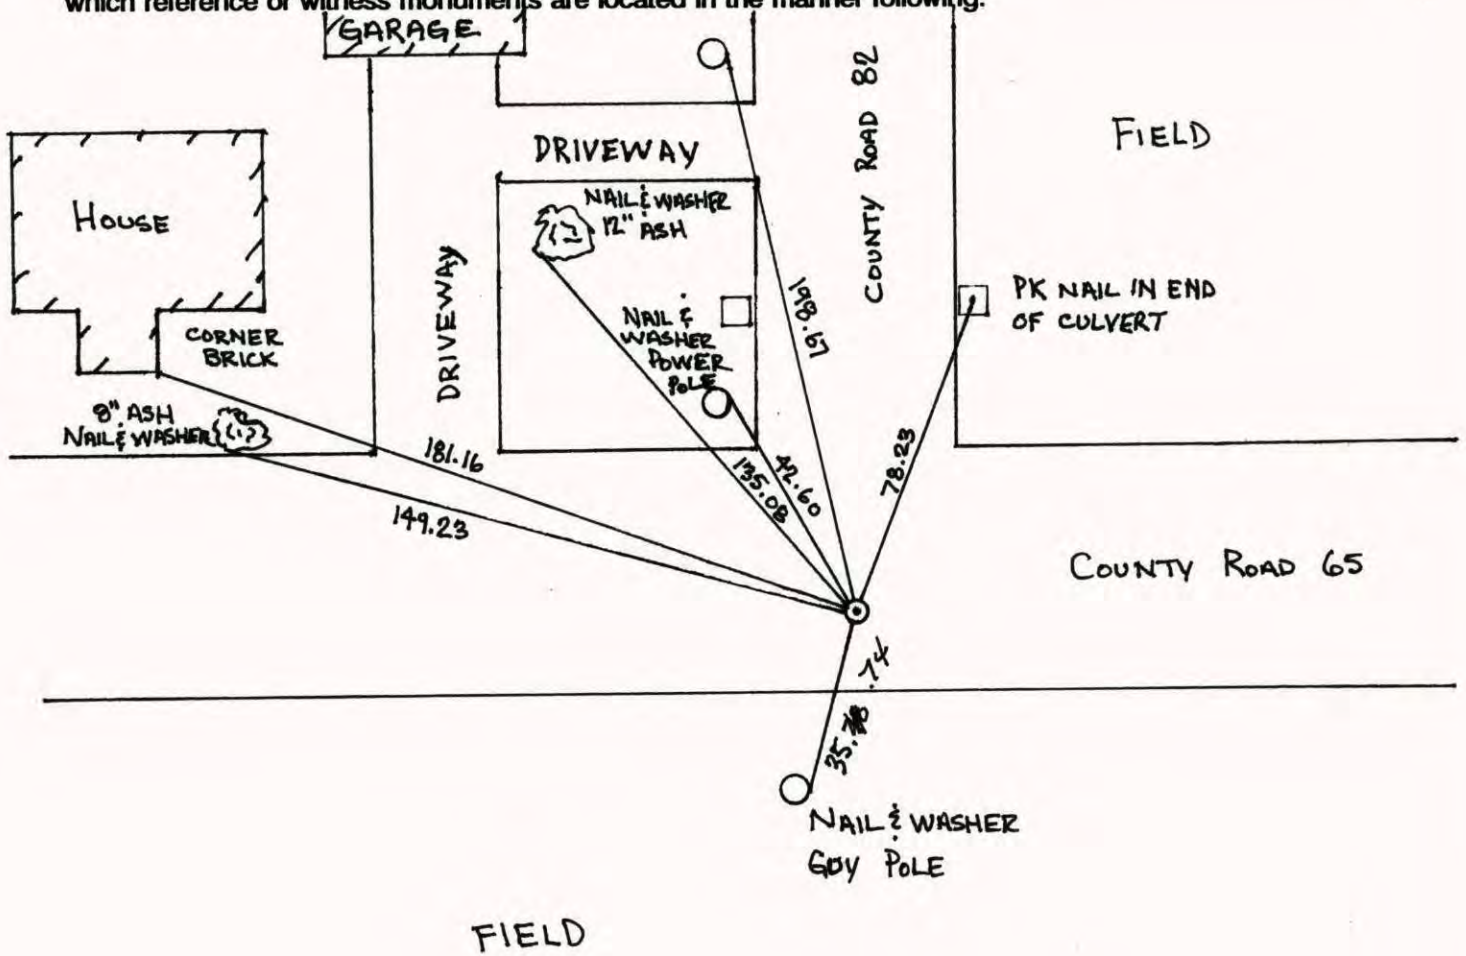 which reference or witness monuments are located in the manner following:
GARAGE
COUNTY ROAD 82
FIELD
DRIVEWAY
HOUSE
NAIL & WASHER
12" ASH
DRIVEWAY
198.67
PK NAIL IN END
OF CULVERT
NAIL &
WASHER
POWER
POLE
CORNER
BRICK
8" ASH
NAIL & WASHER
181.16
135.08
42.60
78.23
149.23
COUNTY ROAD 65
35. .74
NAIL & WASHER
GUY POLE
FIELD